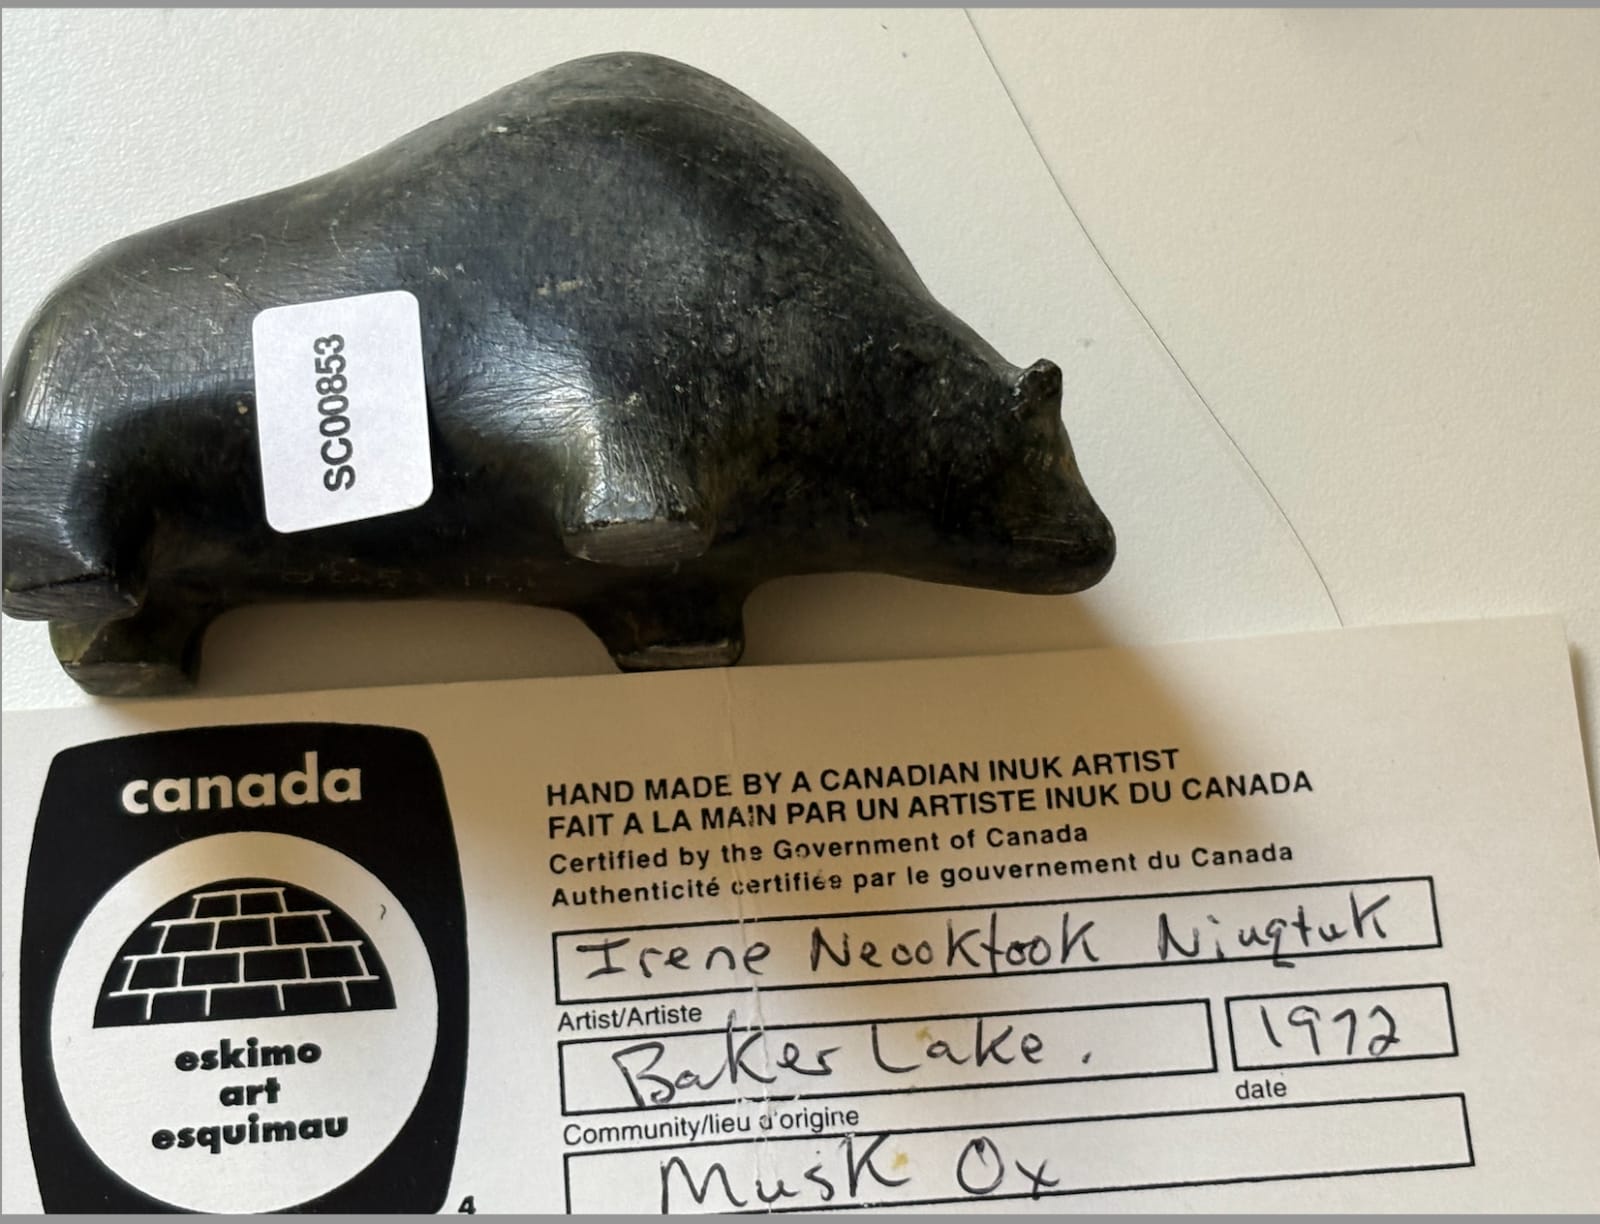 SC00853
canada
eskimo
art
esquimau
4
HAND MADE BY A CANADIAN INUK ARTIST
FAIT A LA MAIN PAR UN ARTISTE INUK DU CANADA
Certified by the Government of Canada
Authenticité certifiée par le gouvernement du Canada
Irene Necoktook Niuqtuk
Artist/Artiste
Baker Lake.
1972
Community/lieu d'origine
date
Musk Ox